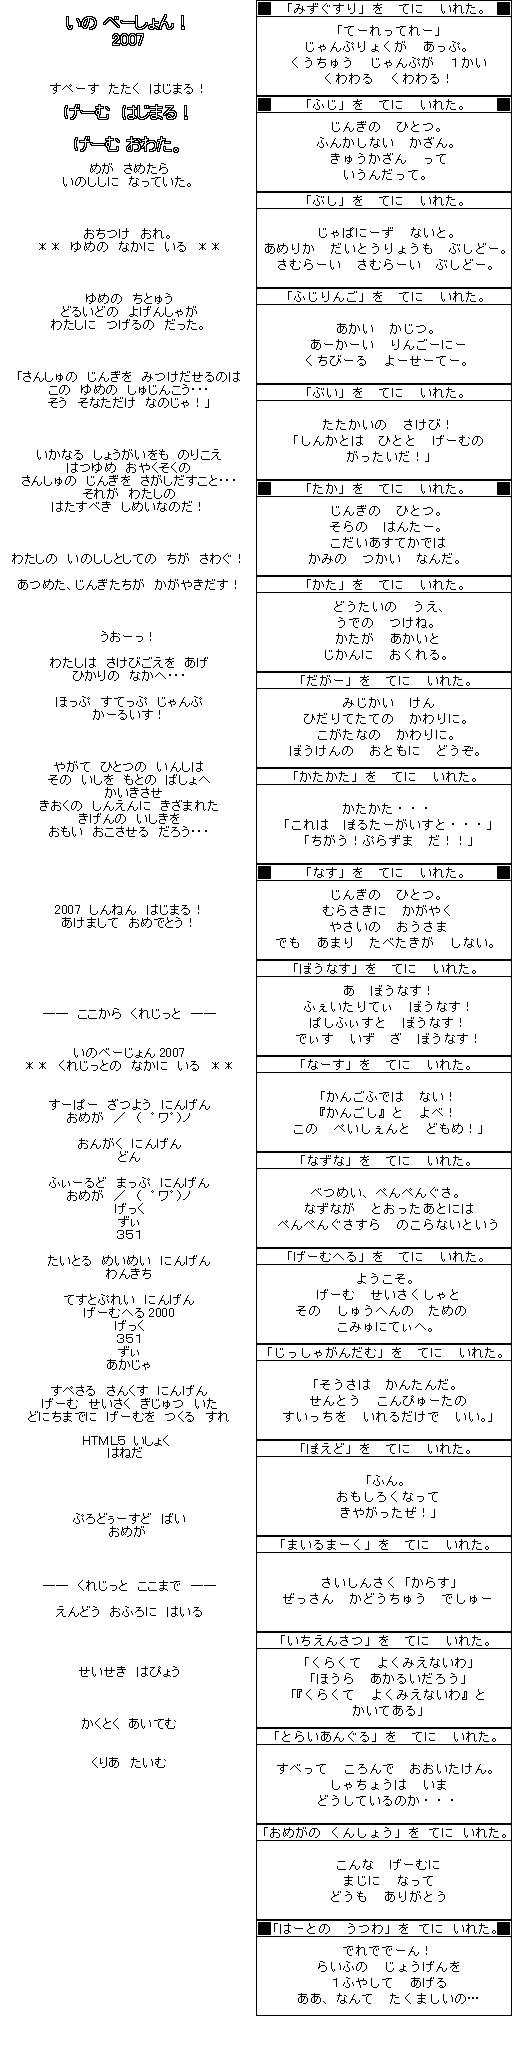 いの べーしょん！
2007
すぺーす たたく はじまる！
げーむ はじまる！
げーむ おわた。
めが さめたら
いのししに なっていた。
おちつけ おれ。
＊＊ ゆめの なかに いる ＊＊
ゆめの ちとゅう
どるいどの よげんしゃが
わたしに つげるの だった。
「さんしゅの じんぎを みつけだせるのは
この ゆめの しゅじんこう･･･
そう そなただけ なのじゃ！」
いかなる しょうがいをも のりこえ
はつゆめ おやくそくの
さんしゅの じんぎを さがしだすこと･･･
それが わたしの
はたすべき しめいなのだ！
わたしの いのししとしての ちが さわぐ！
あつめた、じんぎたちが かがやきだす！
うおーっ！
わたしは さけびごえを あげ
ひかりの なかへ･･･
ほっぷ すてっぷ じゃんぷ
かーるいす！
やがて ひとつの いんしは
その いしを もとの ばしょへ
かいきさせ
きおくの しんえんに きざまれた
きげんの いしきを
おもい おこさせる だろう･･･
2007 しんねん はじまる！
あけまして おめでとう！
―― ここから くれじっと ――
いのべーじょん 2007
＊＊ くれじっとの なかに いる ＊＊
すーぱー ざつよう にんげん
おめが ／ ( ﾟワﾟ)ノ
おんがく にんげん
どん
ふぃーるど まっぷ にんげん
おめが ／ ( ﾟワﾟ)ノ
げっく
ずぃ
３５１
たいとる めいめい にんげん
わんきち
てすとぷれい にんげん
げーむへる 2000
げっく
３５１
ずぃ
あかじゃ
すぺさる さんくす にんげん
げーむ せいさく ぎじゅつ いた
どにちまでに げーむを つくる すれ
HTML5 いしょく
はねだ
ぷろどぅーすど ばい
おめが
―― くれじっと ここまで ――
えんどう おふろに はいる
せいせき はぴょう
かくとく あいてむ
くりあ たいむ
「みずぐすり」を てに いれた。
「てーれってれー」
じゃんぷりょくが あっぷ。
くうちゅう じゃんぷが １かい
くわわる くわわる！
「ふじ」を てに いれた。
じんぎの ひとつ。
ふんかしない かざん。
きゅうかざん って
いうんだって。
「ぶし」を てに いれた。
じゃぱにーず ないと。
あめりか だいとうりょうも ぶしどー。
さむらーい さむらーい ぶしどー。
「ふじりんご」を てに いれた。
あかい かじつ。
あーかーい りんごーにー
くちびーる よーせーてー。
「ぶい」を てに いれた。
たたかいの さけび！
「しんかとは ひとと げーむの
がったいだ！」
「たか」を てに いれた。
じんぎの ひとつ。
そらの はんたー。
こだいあすてかでは
かみの つかい なんだ。
「かた」を てに いれた。
どうたいの うえ、
うでの つけね。
かたが あかいと
じかんに おくれる。
「だがー」を てに いれた。
みじかい けん
ひだりてたての かわりに。
こがたなの かわりに。
ぼうけんの おともに どうぞ。
「かたかた」を てに いれた。
かたかた・・・
「これは ぽるたーがいすと・・・」
「ちがう！ぷらずま だ！！」
「なす」を てに いれた。
じんぎの ひとつ。
むらさきに かがやく
やさいの おうさま
でも あまり たべたきが しない。
「ぼうなす」を てに いれた。
あ ぼうなす！
ふぇいたりてぃ ぼうなす！
ぱしふぃすと ぼうなす！
でぃす いず ざ ぼうなす！
「なーす」を てに いれた。
「かんごふでは ない！
『かんごし』と よべ！
この ぺいしぇんと どもめ！」
「なずな」を てに いれた。
べつめい、ぺんぺんぐさ。
なずなが とおったあとには
ぺんぺんぐさすら のこらないという
「げーむへる」を てに いれた。
ようこそ。
げーむ せいさくしゃと
その しゅうへんの ための
こみゅにてぃへ。
「じっしゃがんだむ」を てに いれた。
「そうさは かんたんだ。
せんとう こんぴゅーたの
すいっちを いれるだけで いい。」
「ぽえど」を てに いれた。
「ふん。
おもしろくなって
きやがったぜ！」
「まいるまーく」を てに いれた。
さいしんさく「からす」
ぜっさん かどうちゅう でしゅー
「いちえんさつ」を てに いれた。
「くらくて よくみえないわ」
「ほうら あかるいだろう」
「『くらくて よくみえないわ』と
かいてある」
「とらいあんぐる」を てに いれた。
すべって ころんで おおいたけん。
しゃちょうは いま
どうしているのか・・・
「おめがの くんしょう」を てに いれた。
こんな げーむに
まじに なって
どうも ありがとう
「はーとの うつわ」を てに いれた。
でれででーん！
らいふの じょうげんを
１ふやして あげる
ああ、なんて たくましいの…